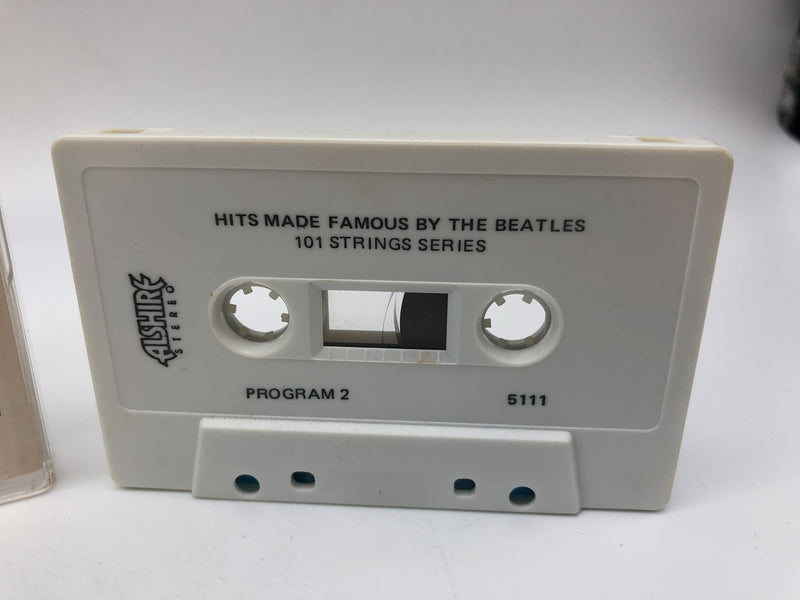 HITS MADE FAMOUS BY THE BEATLES
101 STRINGS SERIES
ALSHIRE
STEREO
PROGRAM 2
5111